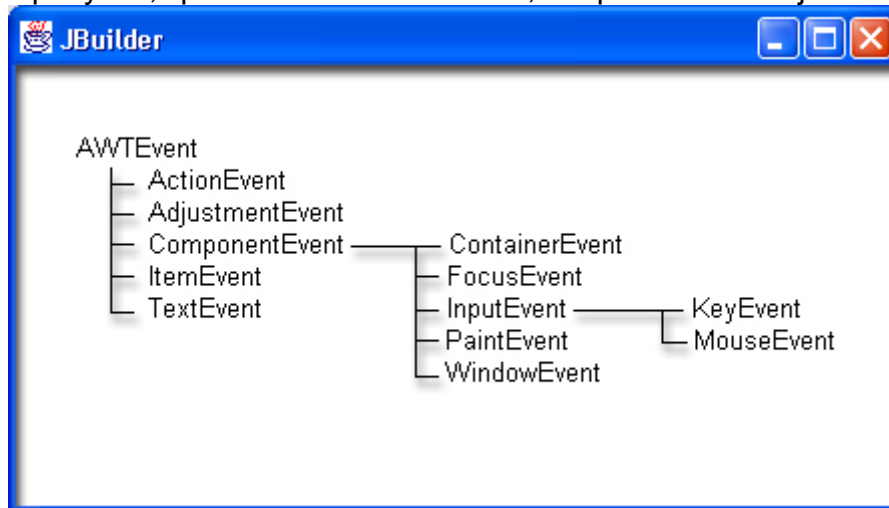 JBuilder
AWTEvent
ActionEvent
AdjustmentEvent
ComponentEvent ContainerEvent
ItemEvent FocusEvent
TextEvent InputEvent KeyEvent
PaintEvent MouseEvent
WindowEvent